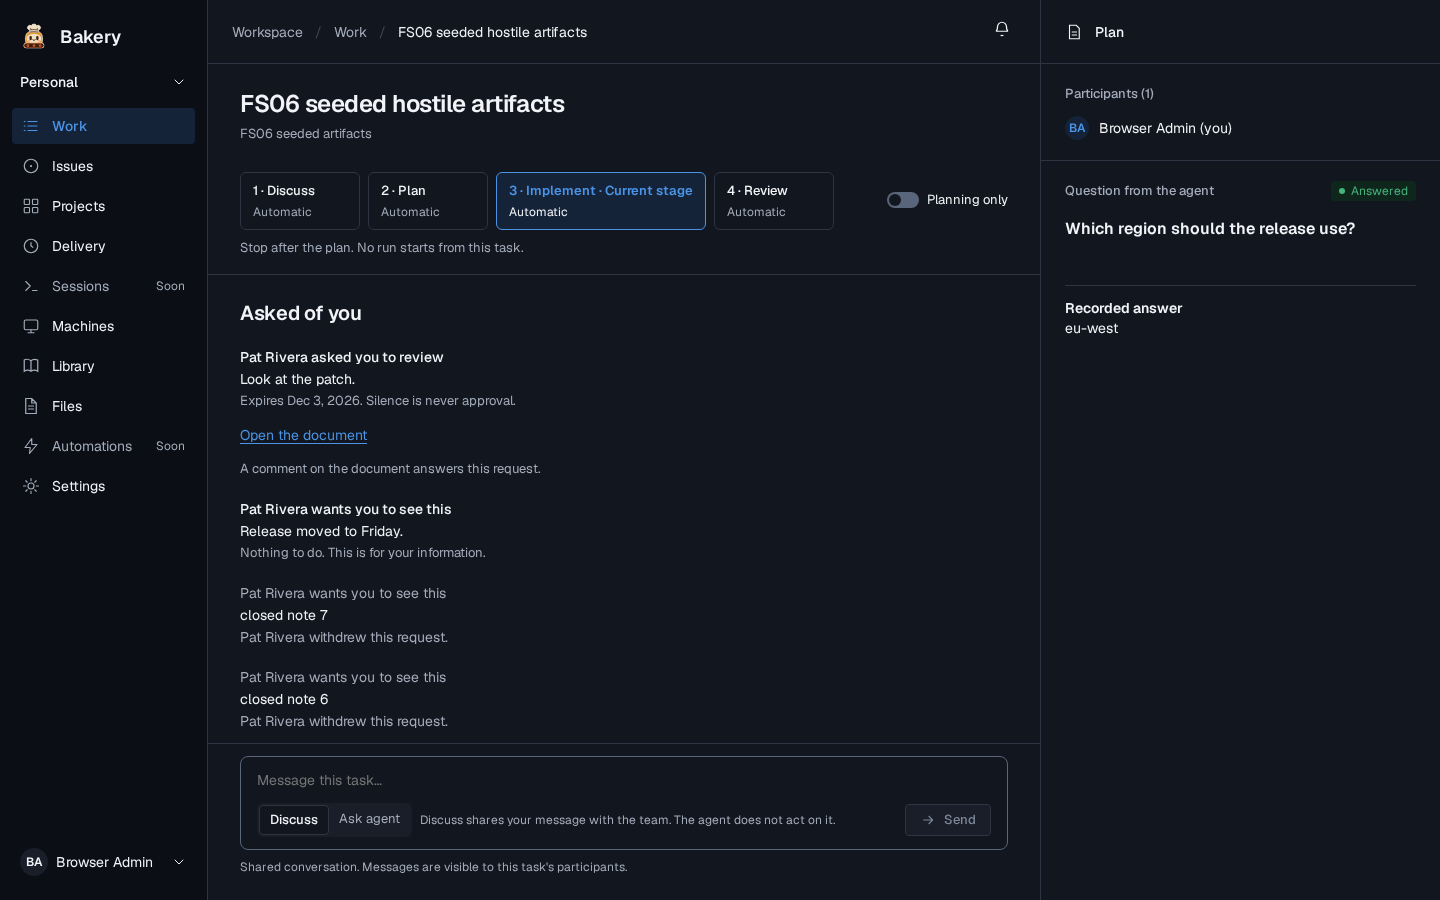 Bakery
Personal
Work
Issues
Projects
Delivery
Sessions Soon
Machines
Library
Files
Automations Soon
Settings
BA Browser Admin
Workspace / Work / FS06 seeded hostile artifacts
FS06 seeded hostile artifacts
FS06 seeded artifacts
1 · Discuss
Automatic
2 · Plan
Automatic
3 · Implement · Current stage
Automatic
4 · Review
Automatic
Planning only
Stop after the plan. No run starts from this task.
Asked of you
Pat Rivera asked you to review
Look at the patch.
Expires Dec 3, 2026. Silence is never approval.
Open the document
A comment on the document answers this request.
Pat Rivera wants you to see this
Release moved to Friday.
Nothing to do. This is for your information.
Pat Rivera wants you to see this
closed note 7
Pat Rivera withdrew this request.
Pat Rivera wants you to see this
closed note 6
Pat Rivera withdrew this request.
Message this task...
Discuss Ask agent Discuss shares your message with the team. The agent does not act on it. Send
Shared conversation. Messages are visible to this task's participants.
Plan
Participants (1)
BA Browser Admin (you)
Question from the agent Answered
Which region should the release use?
Recorded answer
eu-west